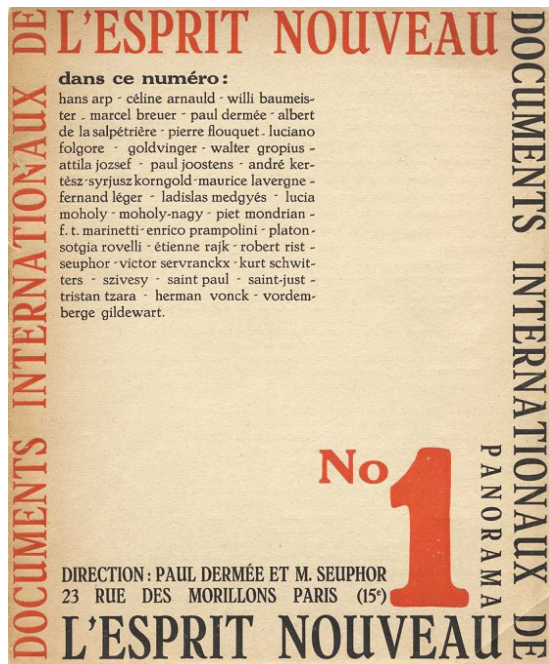 DOCUMENTS INTERNATIONAUX DE
L'ESPRIT NOUVEAU
DOCUMENTS INTERNATIONAUX DE
dans ce numéro :
hans arp - céline arnauld - willi baumeis-
ter - marcel breuer - paul dermée - albert
de la salpétrière - pierre flouquet - luciano
folgore - goldvinger - walter gropius -
attila jozsef - paul joostens - andré ker-
tèsz - syrjusz korngold - maurice lavergne -
fernand léger - ladislas medgyés - lucia
moholy - moholy-nagy - piet mondrian -
f. t. marinetti - enrico prampolini - platon -
sotgia rovelli - étienne rajk - robert rist -
seuphor - victor servranckx - kurt schwit-
ters - szivesy - saint paul - saint-just -
tristan tzara - herman vonck - vordem-
berge gildewart.
No 1
PANORAMA
DIRECTION : PAUL DERMÉE ET M. SEUPHOR
23 RUE DES MORILLONS PARIS (15e)
L'ESPRIT NOUVEAU